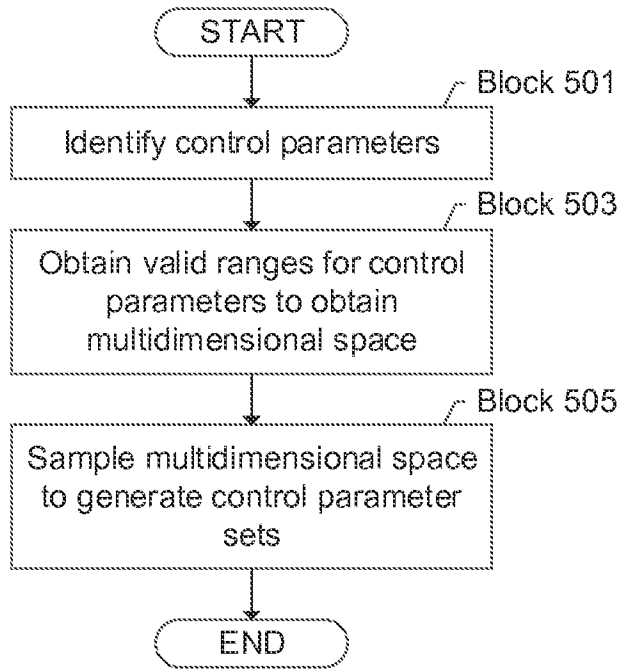 START
Block 501
Identify control parameters
Block 503
Obtain valid ranges for control
parameters to obtain
multidimensional space
Block 505
Sample multidimensional space
to generate control parameter
sets
END